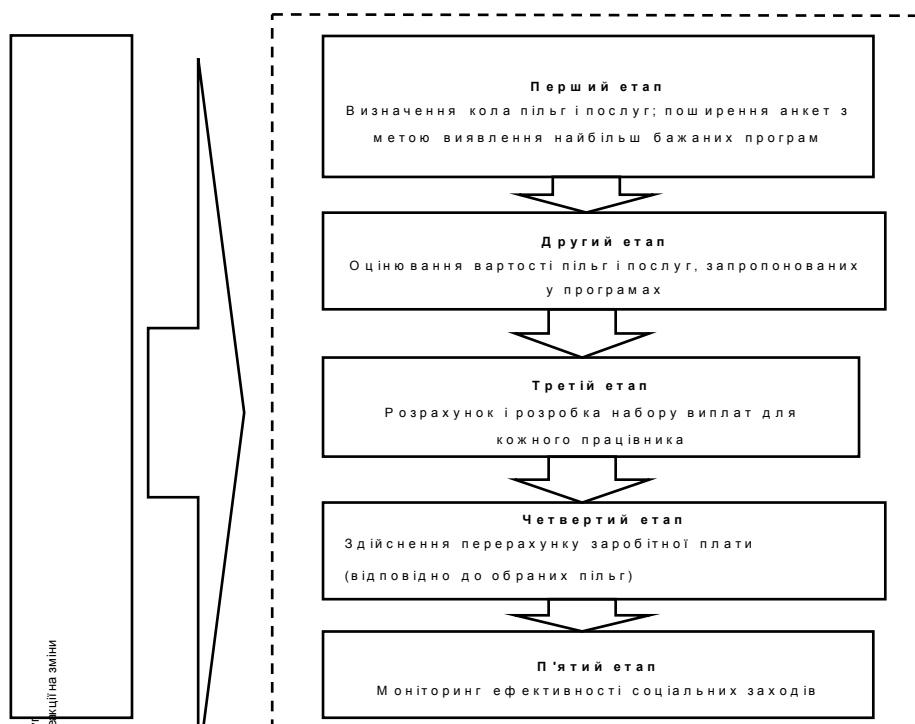 Перший етап
Визначення кола пільг і послуг; поширення анкет з
метою виявлення найбільш бажаних програм
Другий етап
Оцінювання вартості пільг і послуг, запропонованих
у програмах
Третій етап
Розрахунок і розробка набору виплат для
кожного працівника
Четвертий етап
Здійснення перерахунку заробітної плати
(відповідно до обраних пільг)
П'ятий етап
Моніторинг ефективності соціальних заходів
на зміни